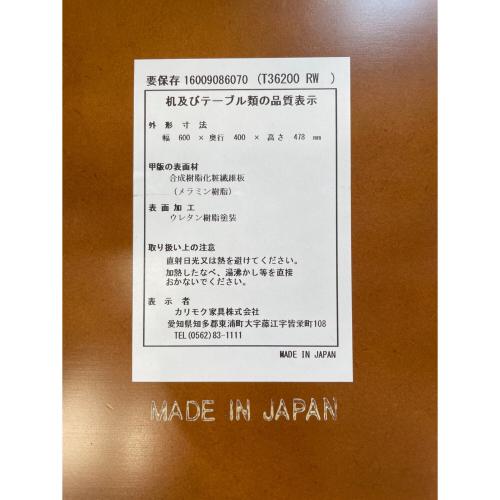 要保存 16009086070 (T36200 RW )
机及びテーブル類の品質表示
外形寸法
幅 600 × 奥行 400 × 高さ 478 mm
甲版の表面材
合成樹脂化粧繊維板
(メラミン樹脂)
表面加工
ウレタン樹脂塗装
取り扱い上の注意
直射日光又は熱を避けてください。
加熱したなべ、湯沸かし等を直接
おかないでください。
表示者
カリモク家具株式会社
愛知県知多郡東浦町大字藤江字皆栄町108
TEL(0562)83-1111
MADE IN JAPAN
MADE IN JAPAN